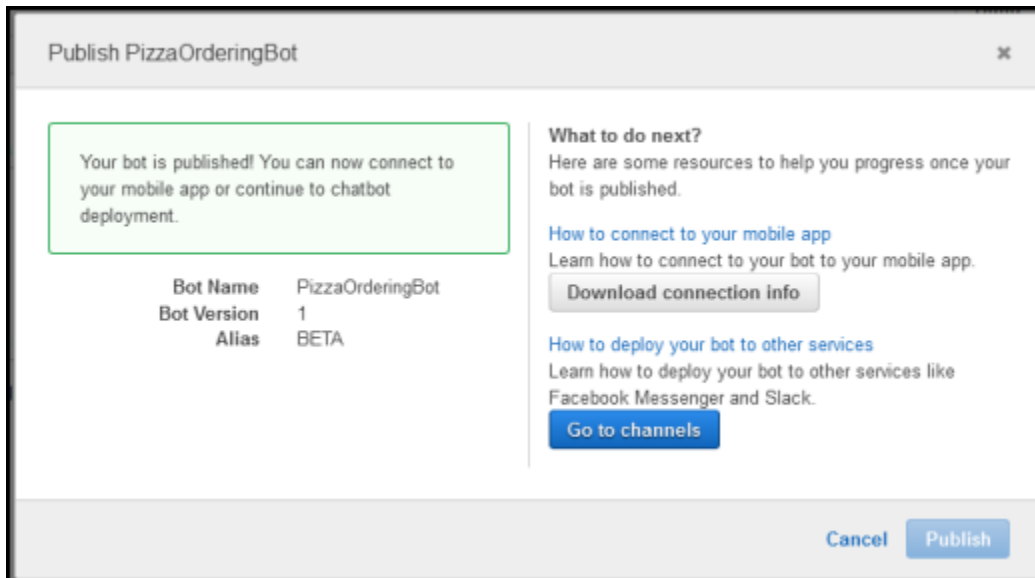 Publish PizzaOrderingBot
Your bot is published! You can now connect to
your mobile app or continue to chatbot
deployment.
Bot Name PizzaOrderingBot
Bot Version 1
Alias BETA
What to do next?
Here are some resources to help you progress once your
bot is published.
How to connect to your mobile app
Learn how to connect to your bot to your mobile app.
Download connection info
How to deploy your bot to other services
Learn how to deploy your bot to other services like
Facebook Messenger and Slack.
Go to channels
Cancel Publish